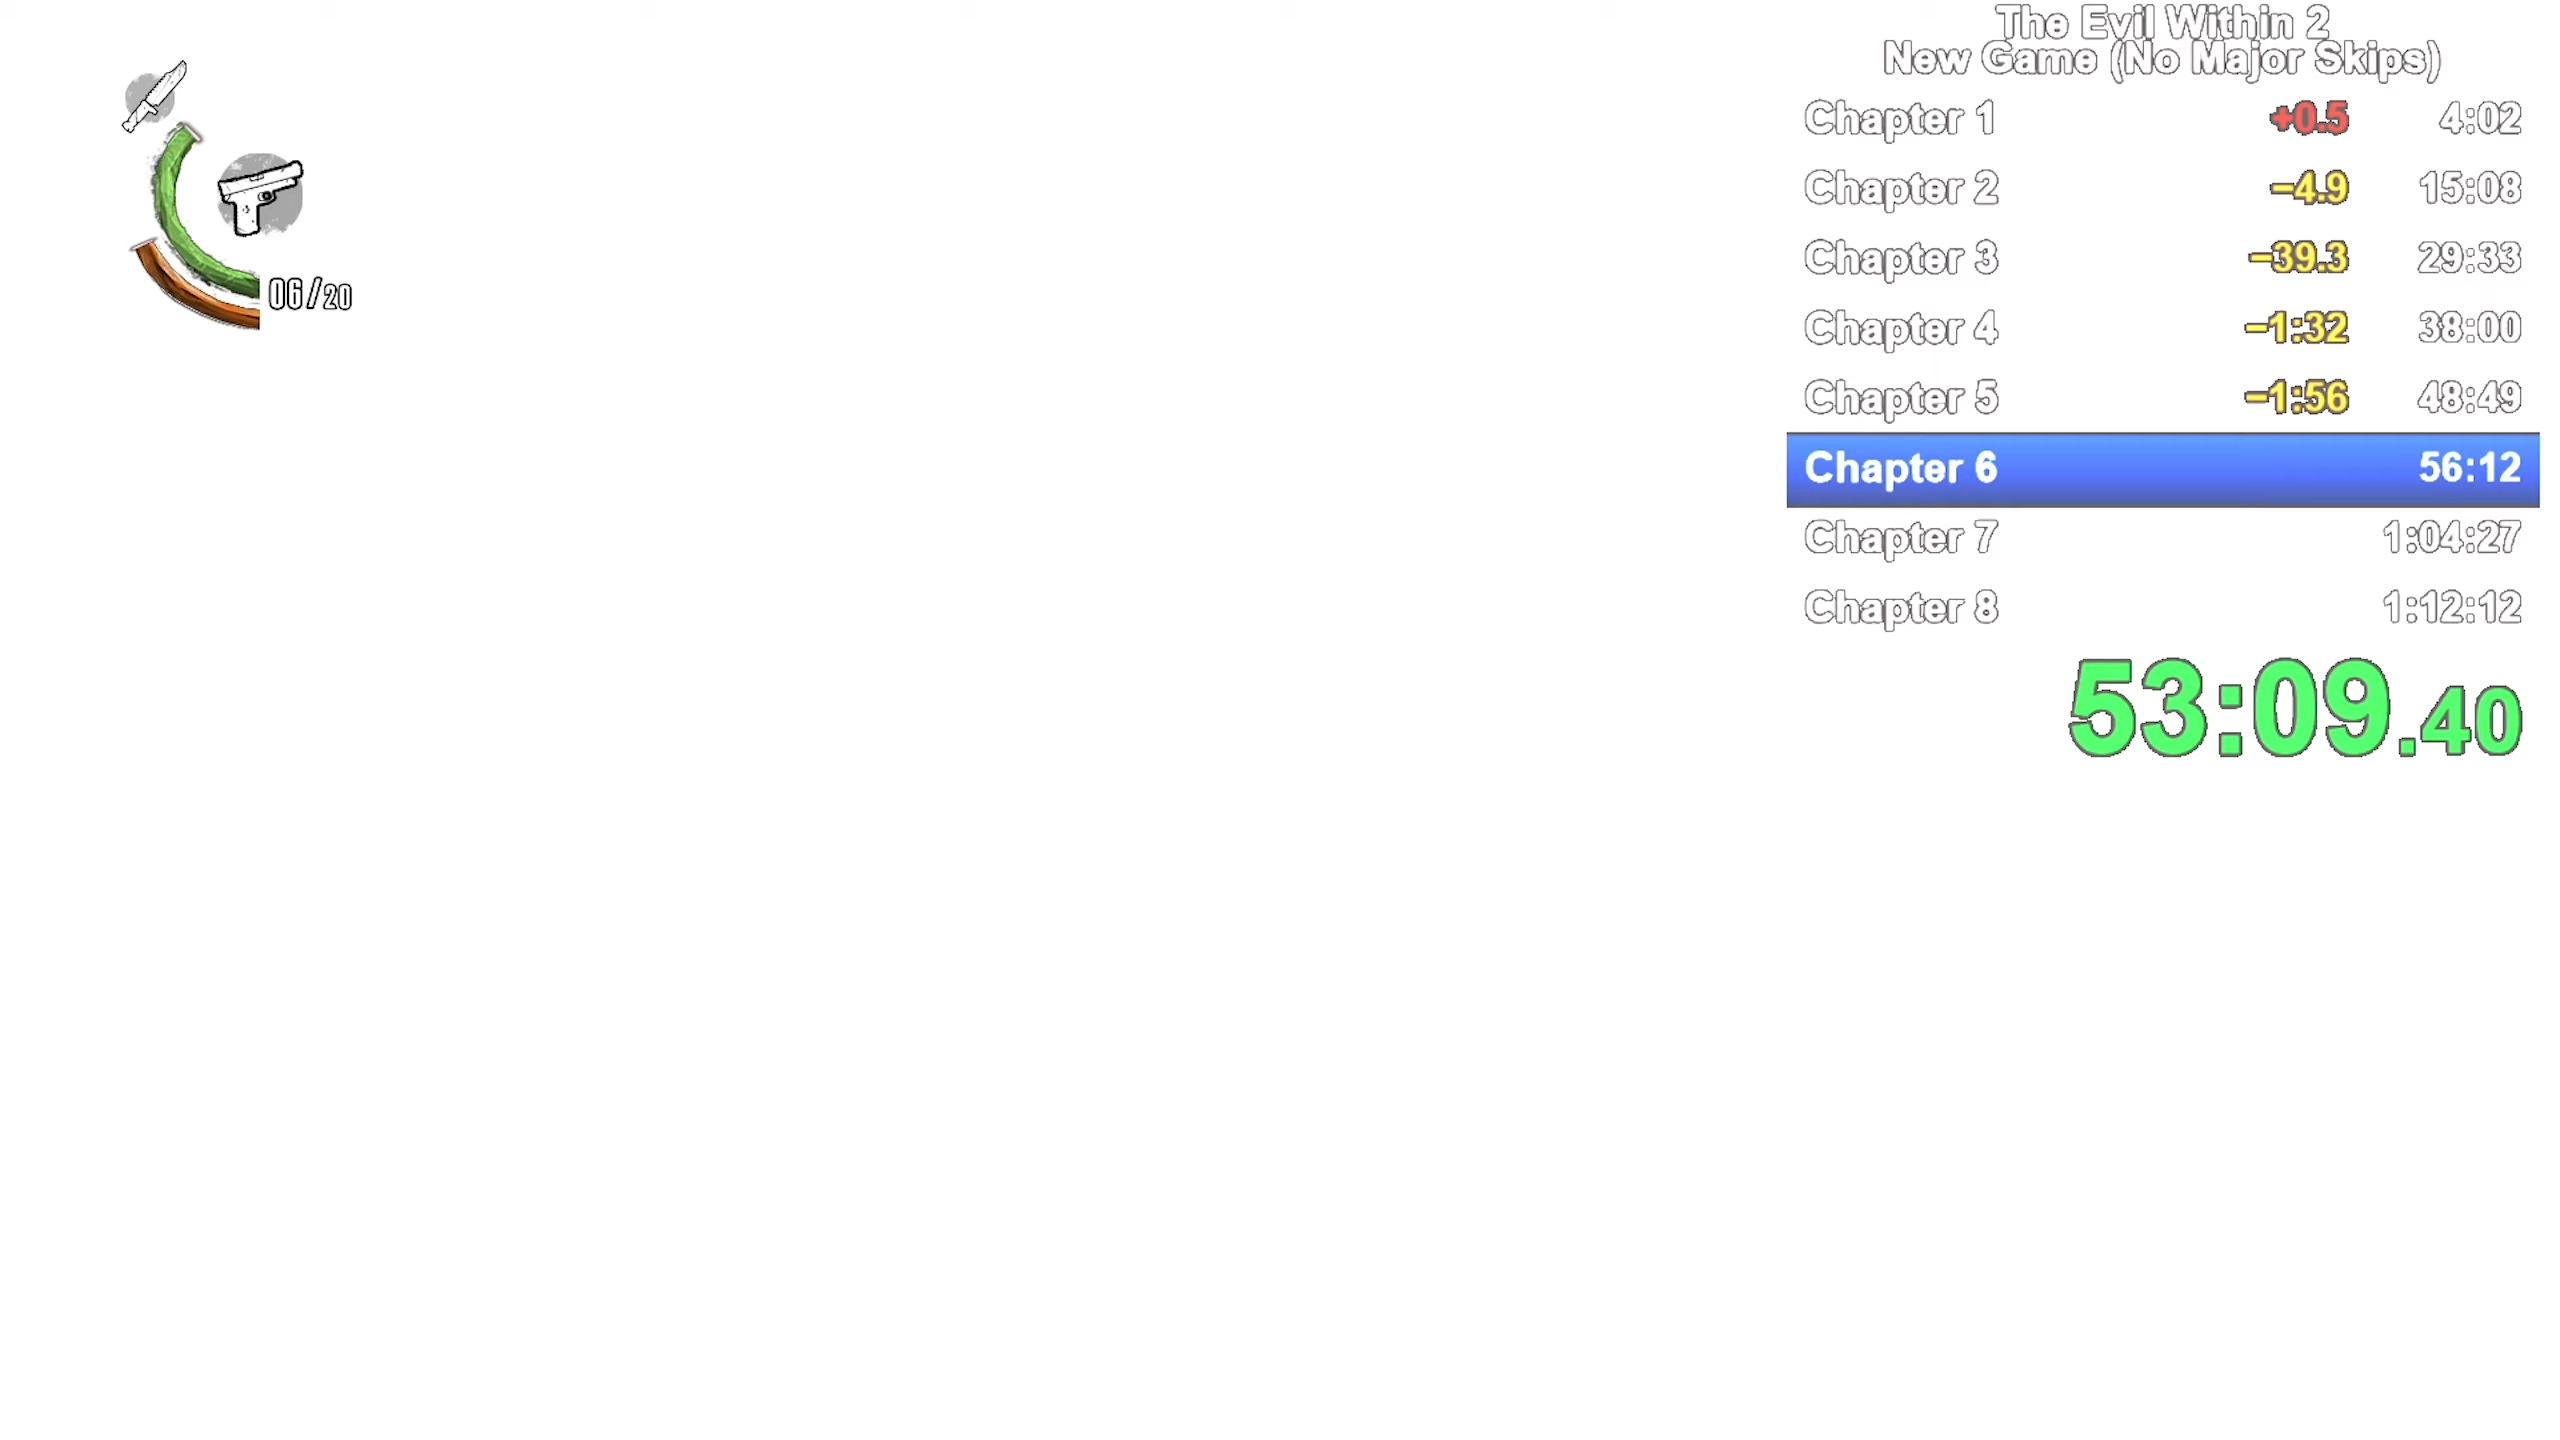 The Evil Within 2
New Game (No Major Skips)
Chapter 1 +0.5 4:02
Chapter 2 −4.9 15:08
Chapter 3 −39.3 29:33
Chapter 4 −1:32 38:00
Chapter 5 −1:56 48:49
Chapter 6 56:12
Chapter 7 1:04:27
Chapter 8 1:12:12
53:09.40
06/20